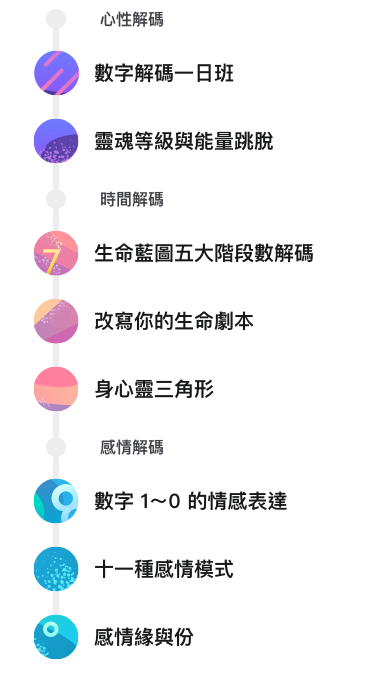 心性解碼
數字解碼一日班
靈魂等級與能量跳脫
時間解碼
7
生命藍圖五大階段數解碼
改寫你的生命劇本
身心靈三角形
感情解碼
9
數字 1～0 的情感表達
十一種感情模式
感情緣與份